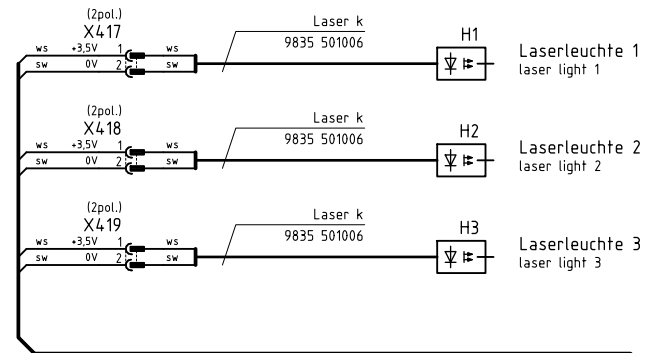 (2pol.)
X417
Laser k
9835 501006
H1
ws +3,5V 1 ws
sw 0V 2 sw
Laserleuchte 1
laser light 1
(2pol.)
X418
Laser k
9835 501006
H2
ws +3,5V 1 ws
sw 0V 2 sw
Laserleuchte 2
laser light 2
(2pol.)
X419
Laser k
9835 501006
H3
ws +3,5V 1 ws
sw 0V 2 sw
Laserleuchte 3
laser light 3